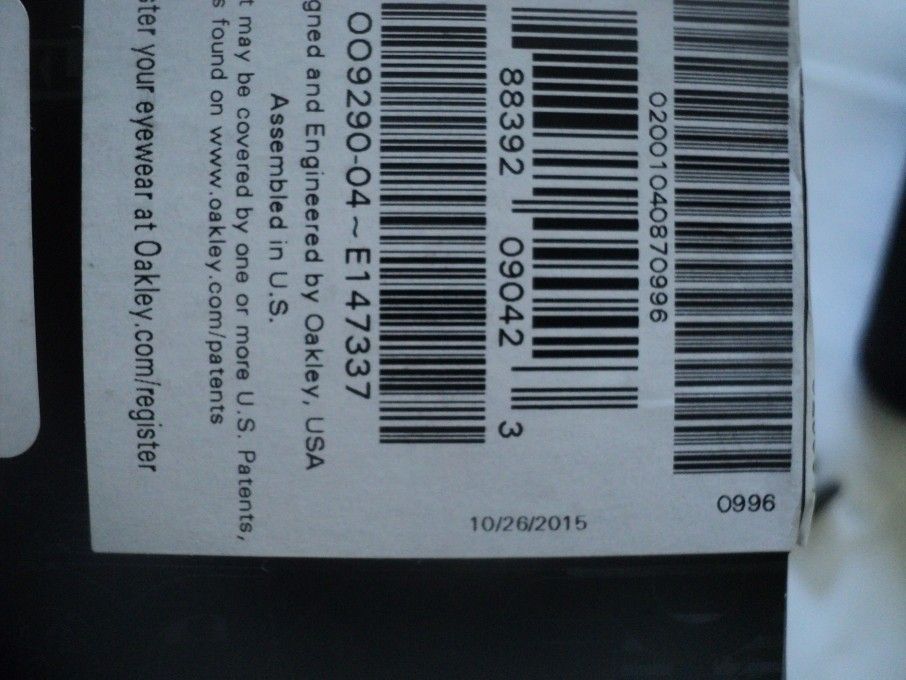 0996
02001040870996
88392 09042 3
10/26/2015
OO9290-04~E147337
gned and Engineered by Oakley, USA
Assembled in U.S.
t may be covered by one or more U.S. Patents,
s found on www.oakley.com/patents
ster your eyewear at Oakley.com/register